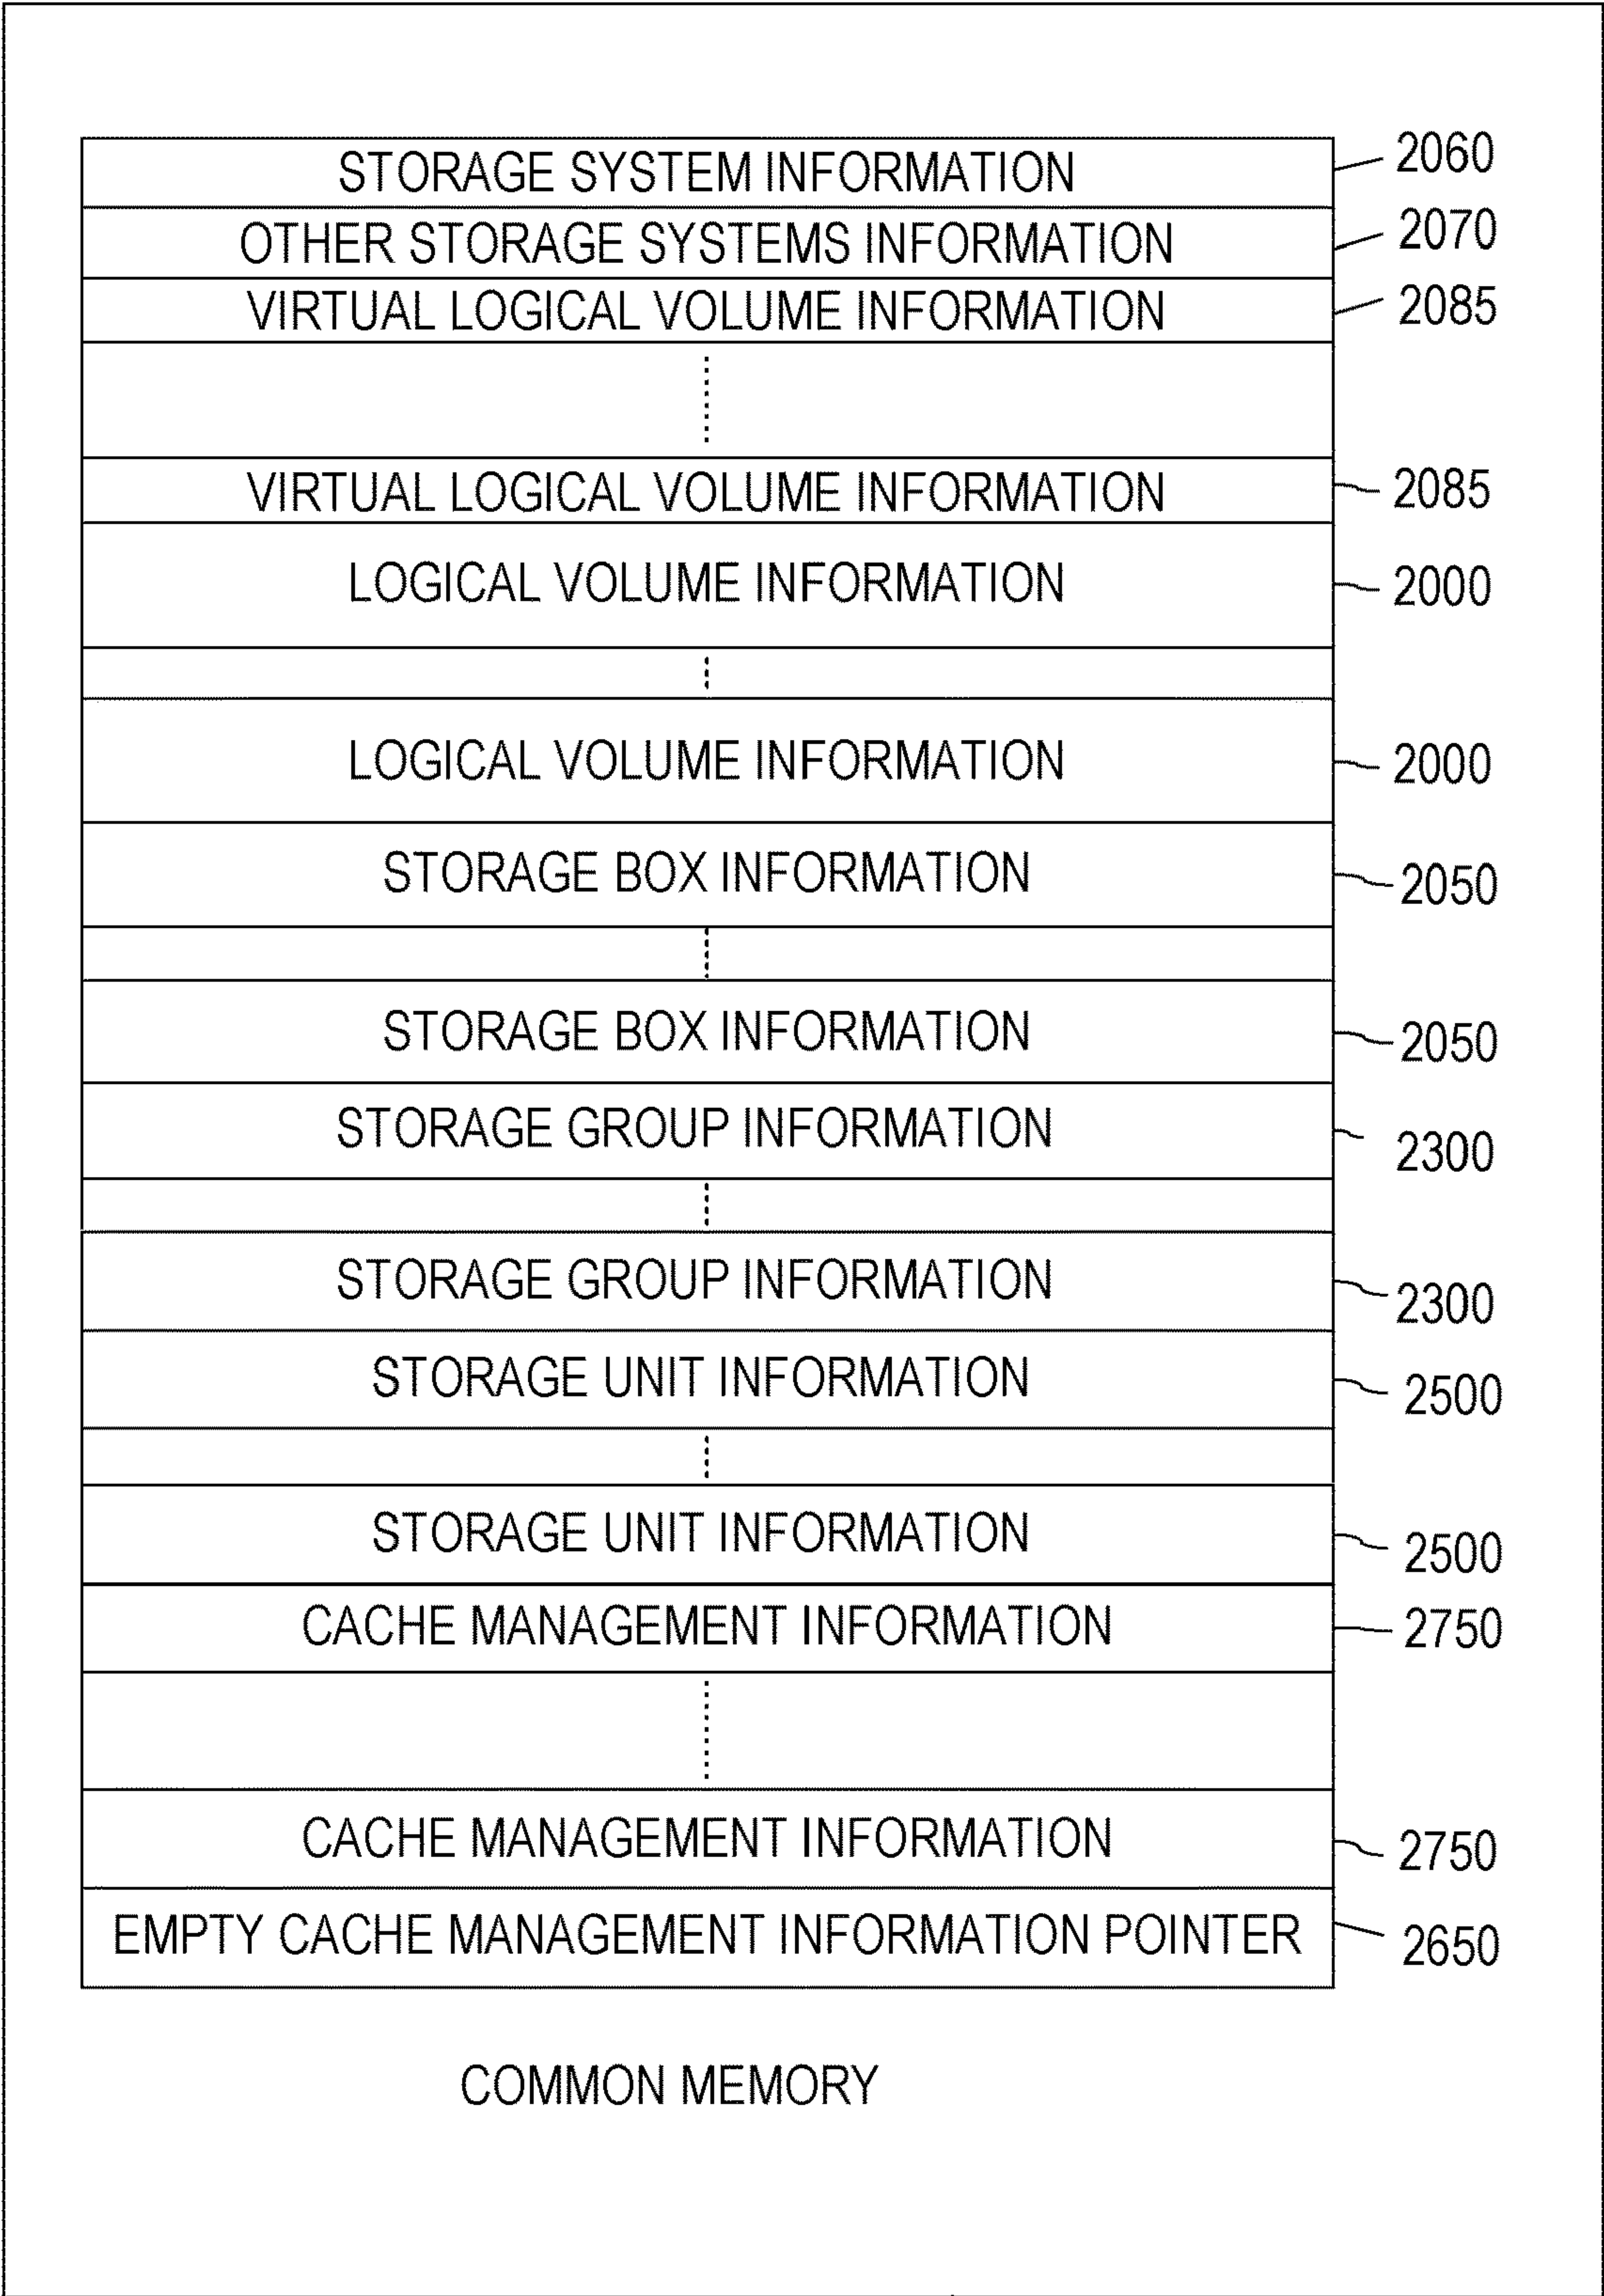 STORAGE SYSTEM INFORMATION 2060
OTHER STORAGE SYSTEMS INFORMATION 2070
VIRTUAL LOGICAL VOLUME INFORMATION 2085
VIRTUAL LOGICAL VOLUME INFORMATION 2085
LOGICAL VOLUME INFORMATION 2000
LOGICAL VOLUME INFORMATION 2000
STORAGE BOX INFORMATION 2050
STORAGE BOX INFORMATION 2050
STORAGE GROUP INFORMATION 2300
STORAGE GROUP INFORMATION 2300
STORAGE UNIT INFORMATION 2500
STORAGE UNIT INFORMATION 2500
CACHE MANAGEMENT INFORMATION 2750
CACHE MANAGEMENT INFORMATION 2750
EMPTY CACHE MANAGEMENT INFORMATION POINTER 2650
COMMON MEMORY